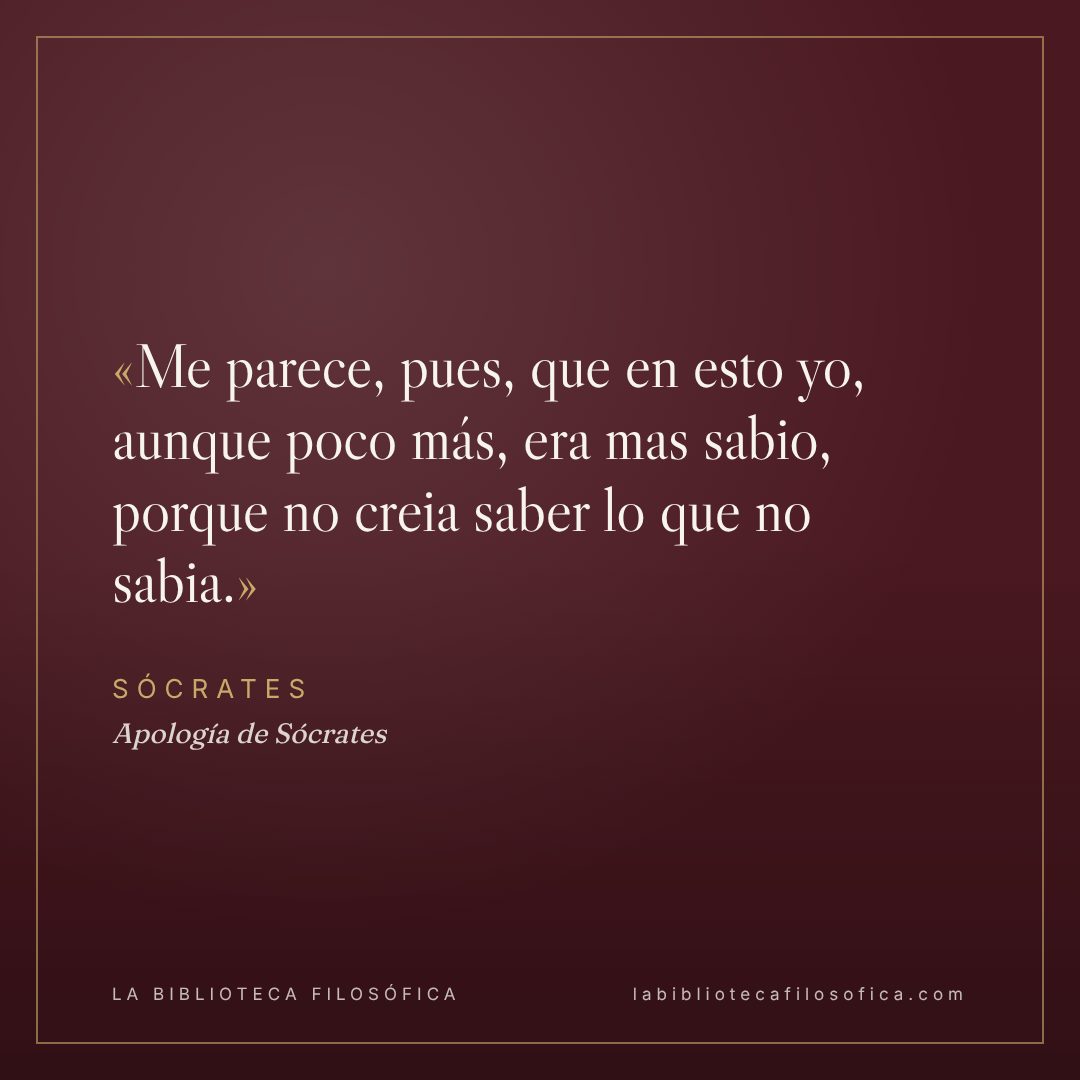 «Me parece, pues, que en esto yo,
aunque poco más, era mas sabio,
porque no creia saber lo que no
sabia.»
SÓCRATES
Apología de Sócrates
LA BIBLIOTECA FILOSÓFICA
labibliotecafilosofica.com